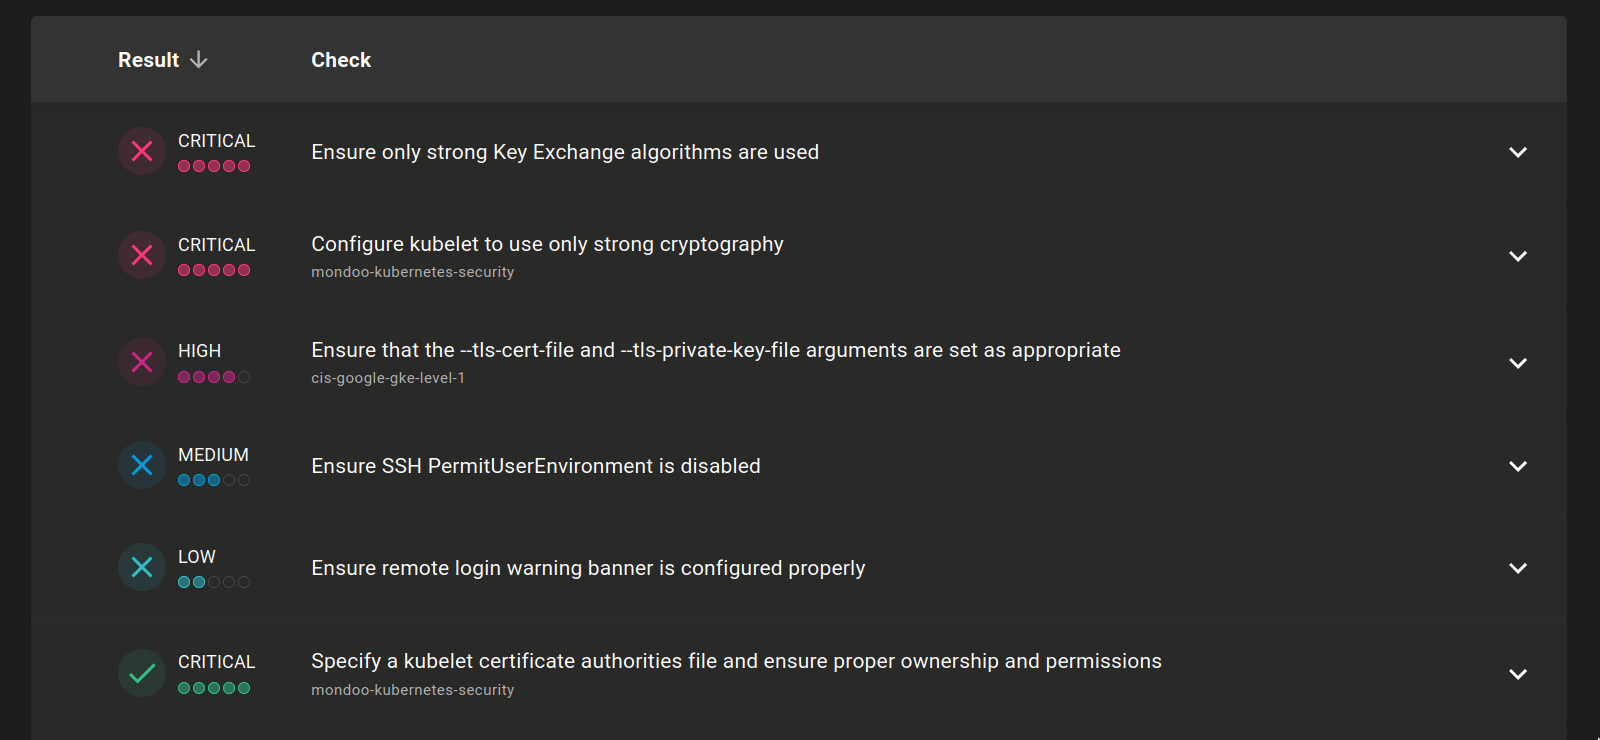 Result Check
CRITICAL
Ensure only strong Key Exchange algorithms are used
CRITICAL
Configure kubelet to use only strong cryptography
mondoo-kubernetes-security
HIGH
Ensure that the --tls-cert-file and --tls-private-key-file arguments are set as appropriate
cis-google-gke-level-1
MEDIUM
Ensure SSH PermitUserEnvironment is disabled
LOW
Ensure remote login warning banner is configured properly
CRITICAL
Specify a kubelet certificate authorities file and ensure proper ownership and permissions
mondoo-kubernetes-security